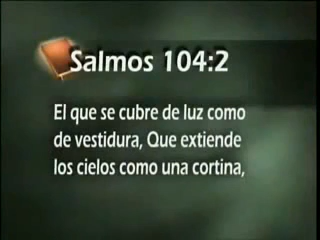 Salmos 104:2
El que se cubre de luz como
de vestidura, Que extiende
los cielos como una cortina,